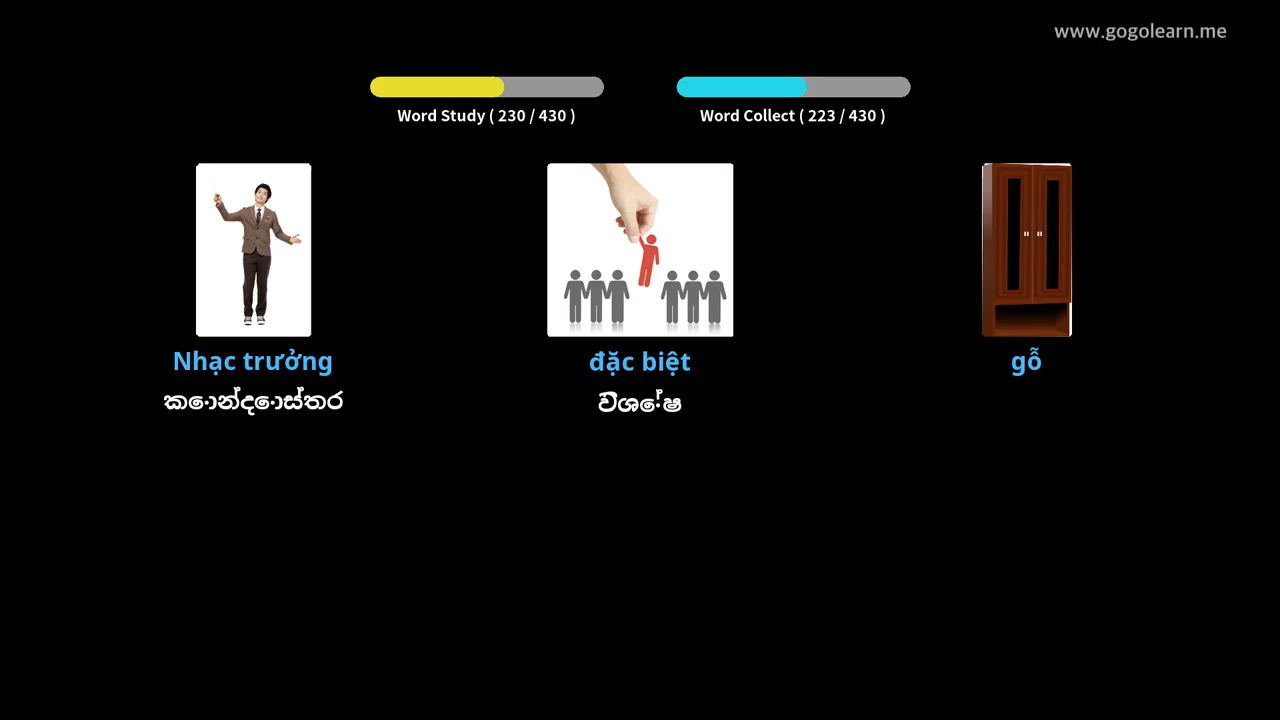 www.gogolearn.me
Word Study ( 230 / 430 )
Word Collect ( 223 / 430 )
Nhạc trưởng
đặc biệt
gỗ
කොන්දොස්තර
විශේෂ